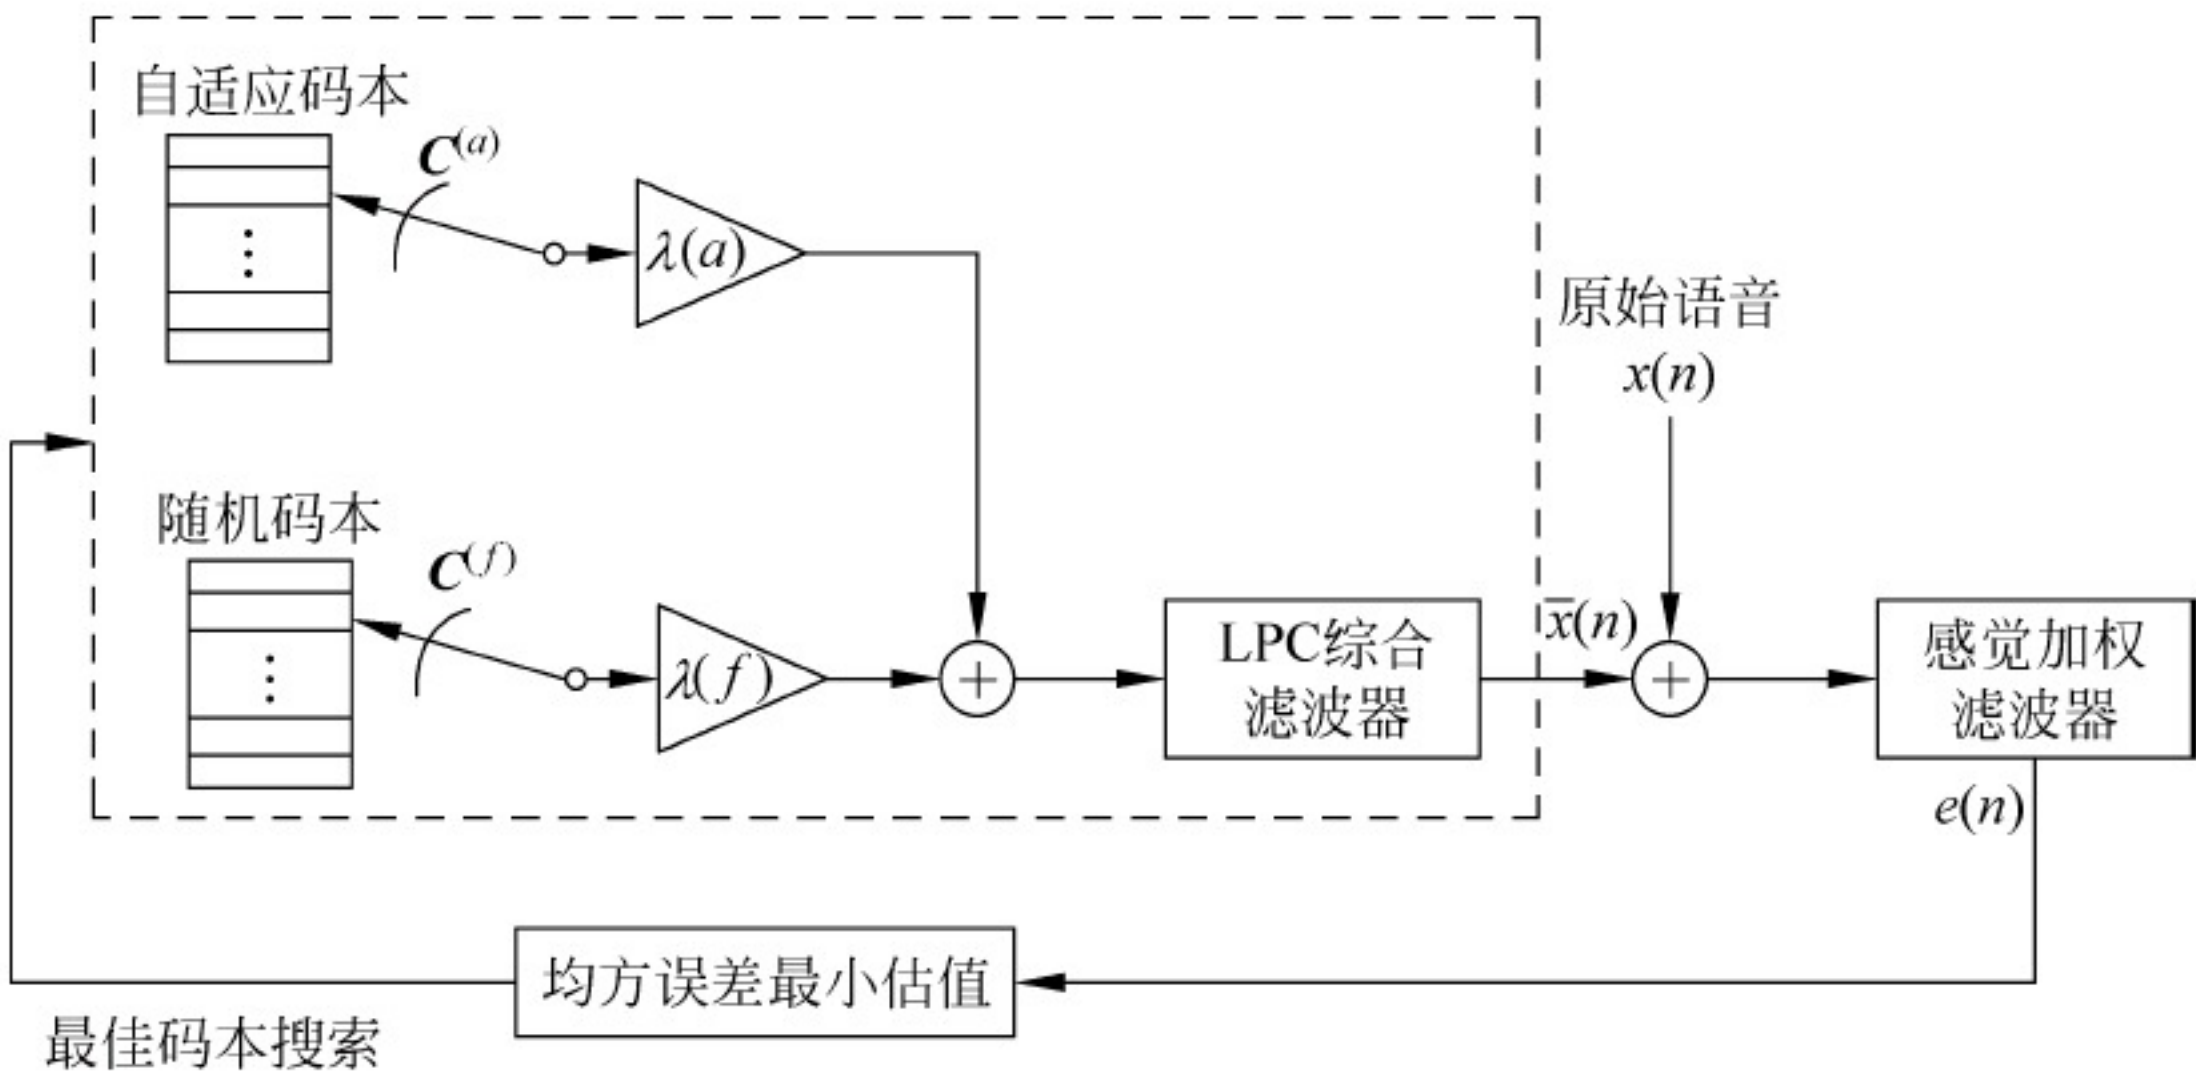 自适应码本
C^(a)
λ(a)
原始语音
x(n)
随机码本
C^(f)
λ(f)
+
LPC综合
滤波器
x̄(n)
+
感觉加权
滤波器
e(n)
均方误差最小估值
最佳码本搜索